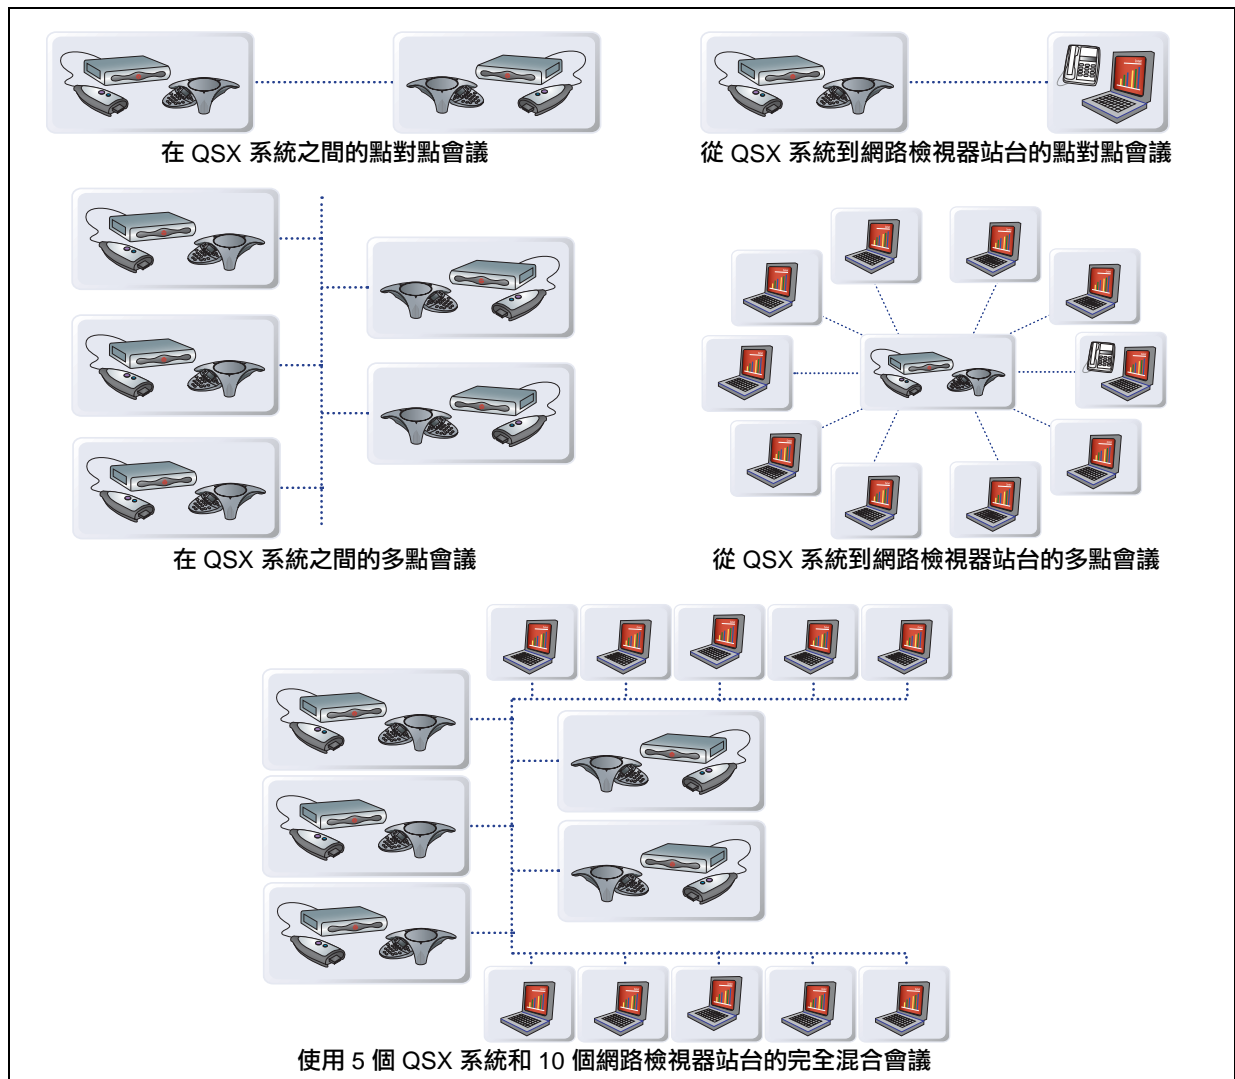 在 QSX 系統之間的點對點會議
從 QSX 系統到網路檢視器站台的點對點會議
在 QSX 系統之間的多點會議
從 QSX 系統到網路檢視器站台的多點會議
使用 5 個 QSX 系統和 10 個網路檢視器站台的完全混合會議